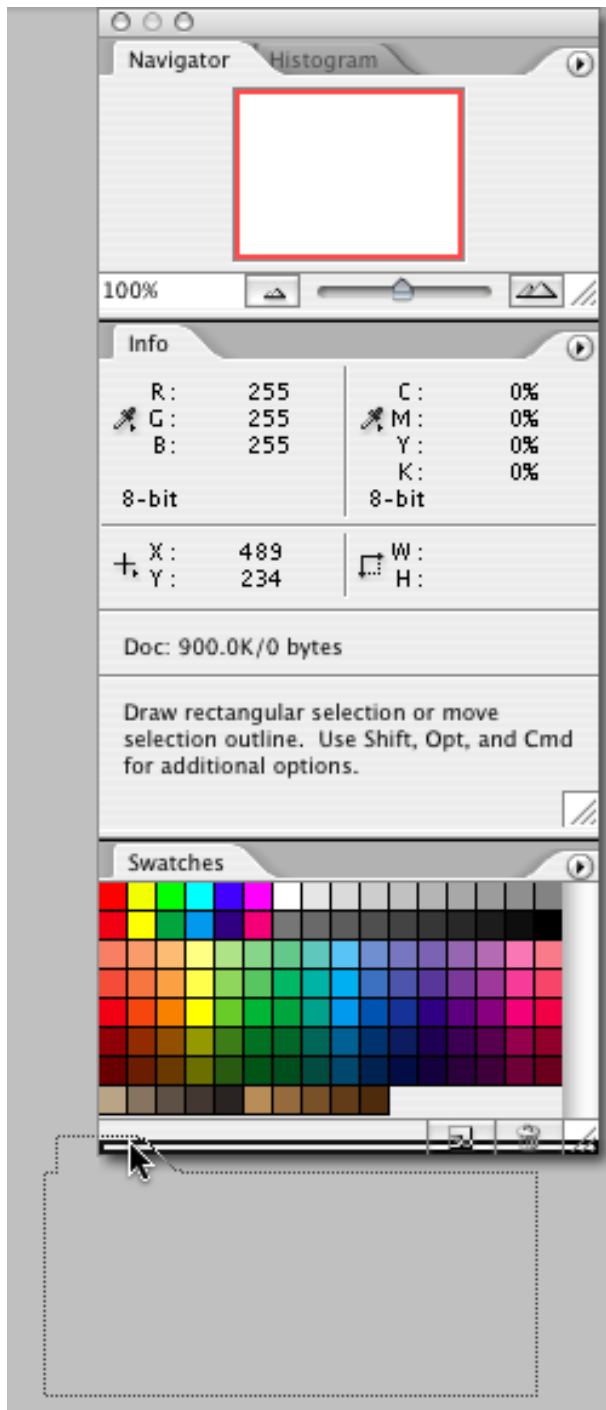 Navigator Histogram
100%
Info
R: 255 C: 0%
G: 255 M: 0%
B: 255 Y: 0%
K: 0%
8-bit 8-bit
X: 489 W:
Y: 234 H:
Doc: 900.0K/0 bytes
Draw rectangular selection or move
selection outline. Use Shift, Opt, and Cmd
for additional options.
Swatches